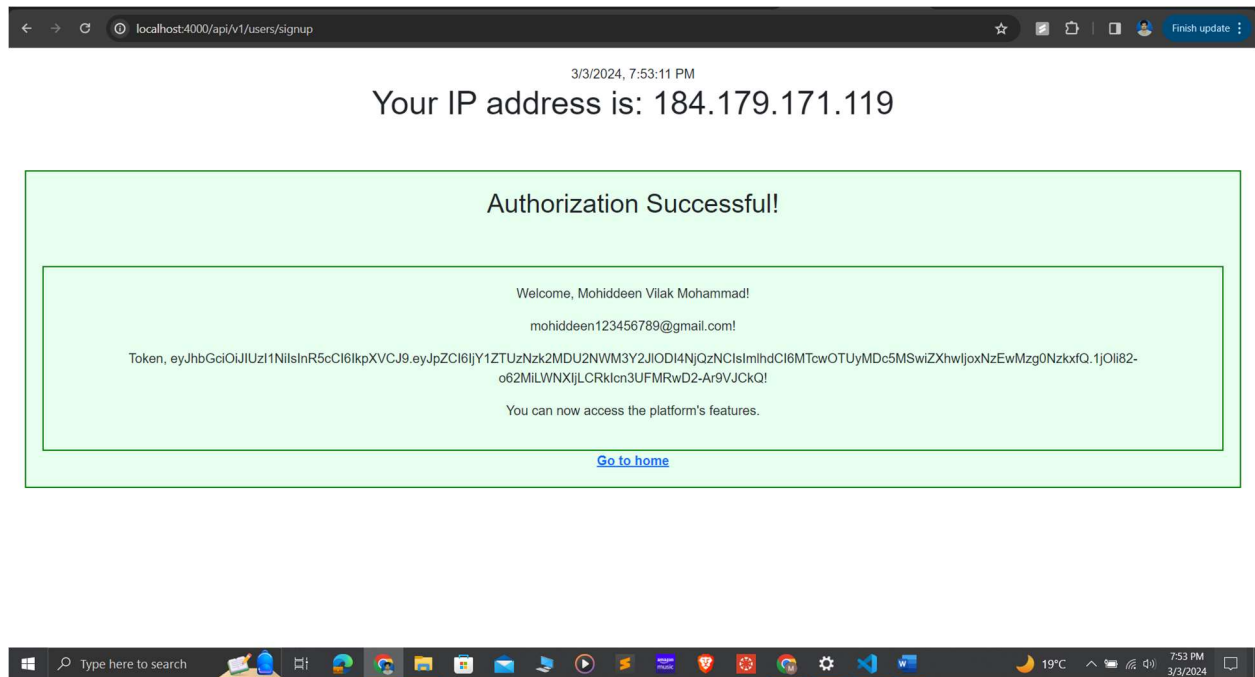 localhost:4000/api/v1/users/signup
Finish update
3/3/2024, 7:53:11 PM
Your IP address is: 184.179.171.119
Authorization Successful!
Welcome, Mohiddeen Vilak Mohammad!
mohiddeen123456789@gmail.com!
Token, eyJhbGciOiJIUzI1NiIsInR5cCI6IkpXVCJ9.eyJpZCI6IjY1ZTUzNzk2MDU2NWM3Y2JlODI4NjQzNCIsImlhdCI6MTcwOTUyMDc5MSwiZXhwIjoxNzEwMzg0NzkxfQ.1jOli82-
o62MiLWNXIjLCRkIcn3UFMRwD2-Ar9VJCkQ!
You can now access the platform's features.
Go to home
Type here to search
19°C
7:53 PM
3/3/2024